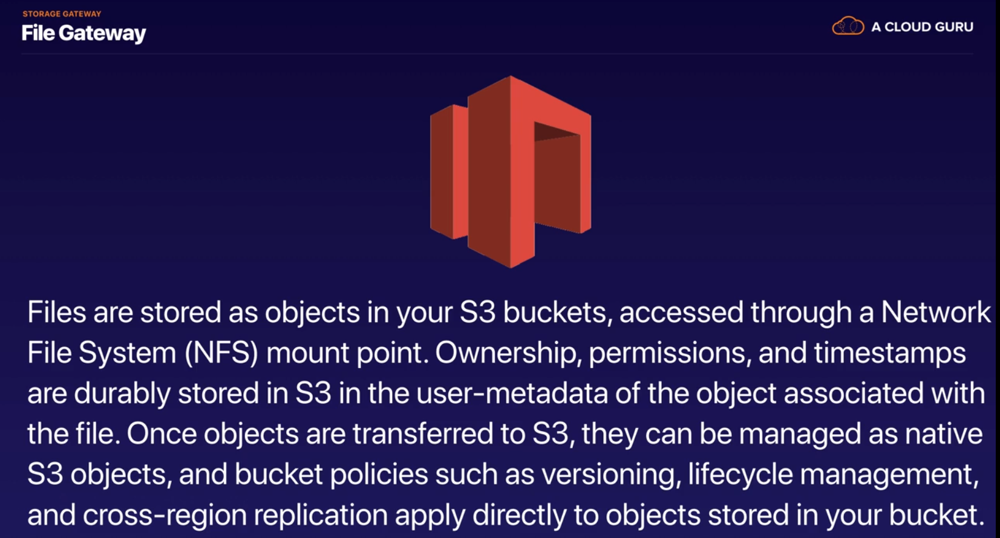 STORAGE GATEWAY
File Gateway
A CLOUD GURU
Files are stored as objects in your S3 buckets, accessed through a Network
File System (NFS) mount point. Ownership, permissions, and timestamps
are durably stored in S3 in the user-metadata of the object associated with
the file. Once objects are transferred to S3, they can be managed as native
S3 objects, and bucket policies such as versioning, lifecycle management,
and cross-region replication apply directly to objects stored in your bucket.